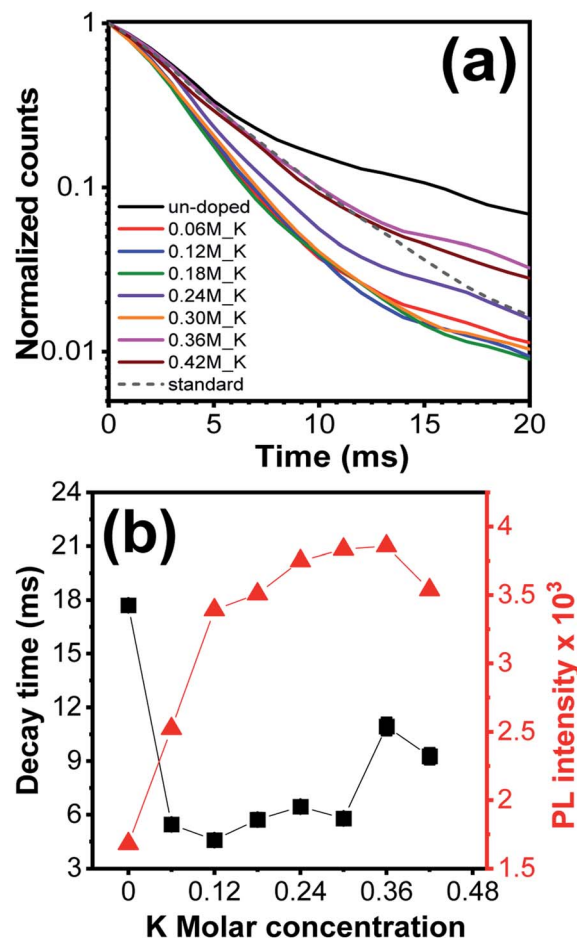 (a)
Normalized counts
1
0.1
0.01
un-doped
0.06M_K
0.12M_K
0.18M_K
0.24M_K
0.30M_K
0.36M_K
0.42M_K
standard
0 5 10 15 20
Time (ms)
(b)
Decay time (ms)
24
21
18
15
12
9
6
3
4
3.5
3
2.5
2
1.5
PL intensity x 10³
0 0.12 0.24 0.36 0.48
K Molar concentration